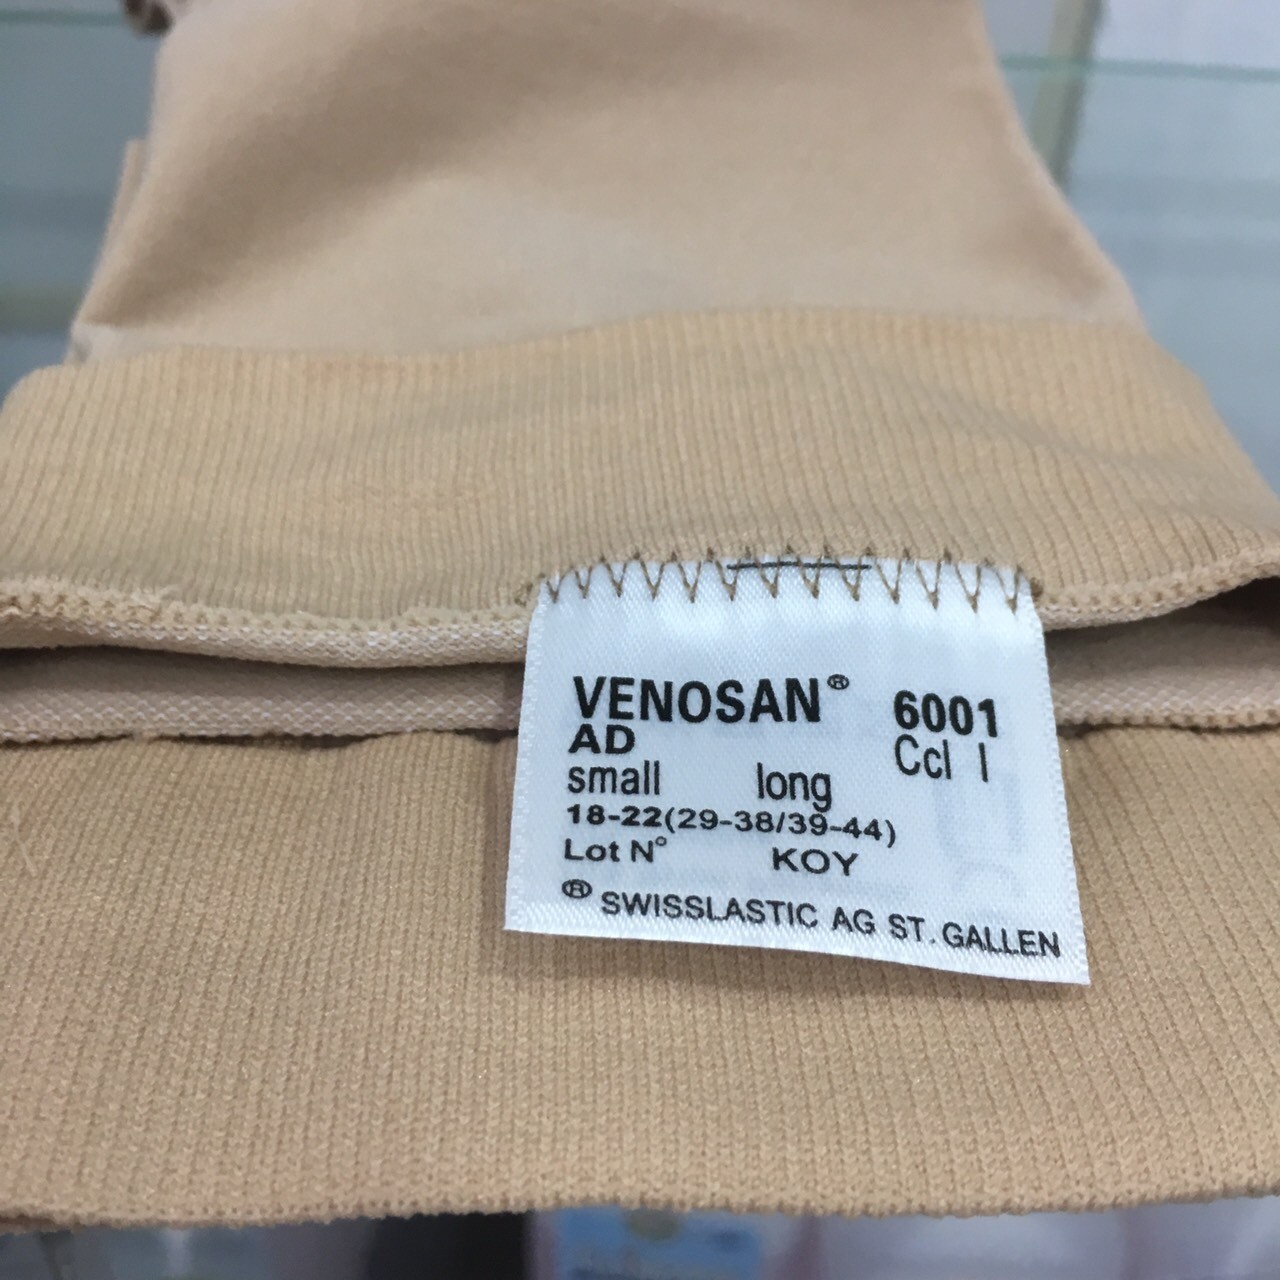 VENOSAN® 6001
AD Ccl I
small long
18-22(29-38/39-44)
Lot N° KOY
® SWISSLASTIC AG ST. GALLEN